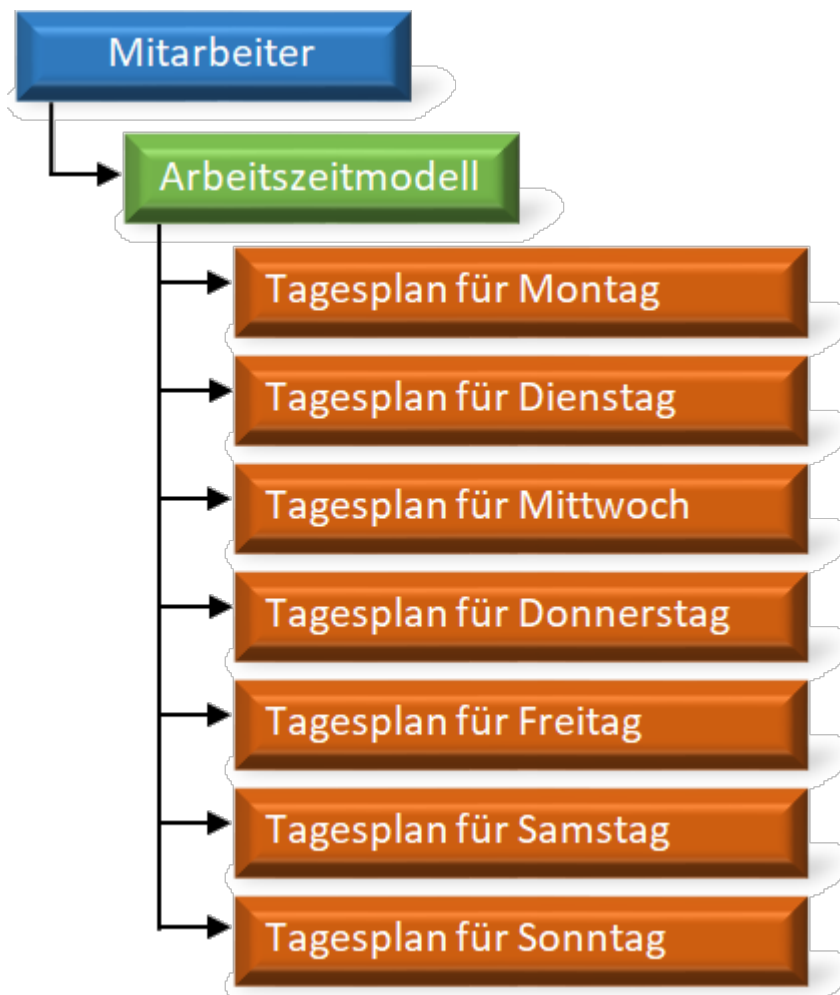 Mitarbeiter
Arbeitszeitmodell
Tagesplan für Montag
Tagesplan für Dienstag
Tagesplan für Mittwoch
Tagesplan für Donnerstag
Tagesplan für Freitag
Tagesplan für Samstag
Tagesplan für Sonntag